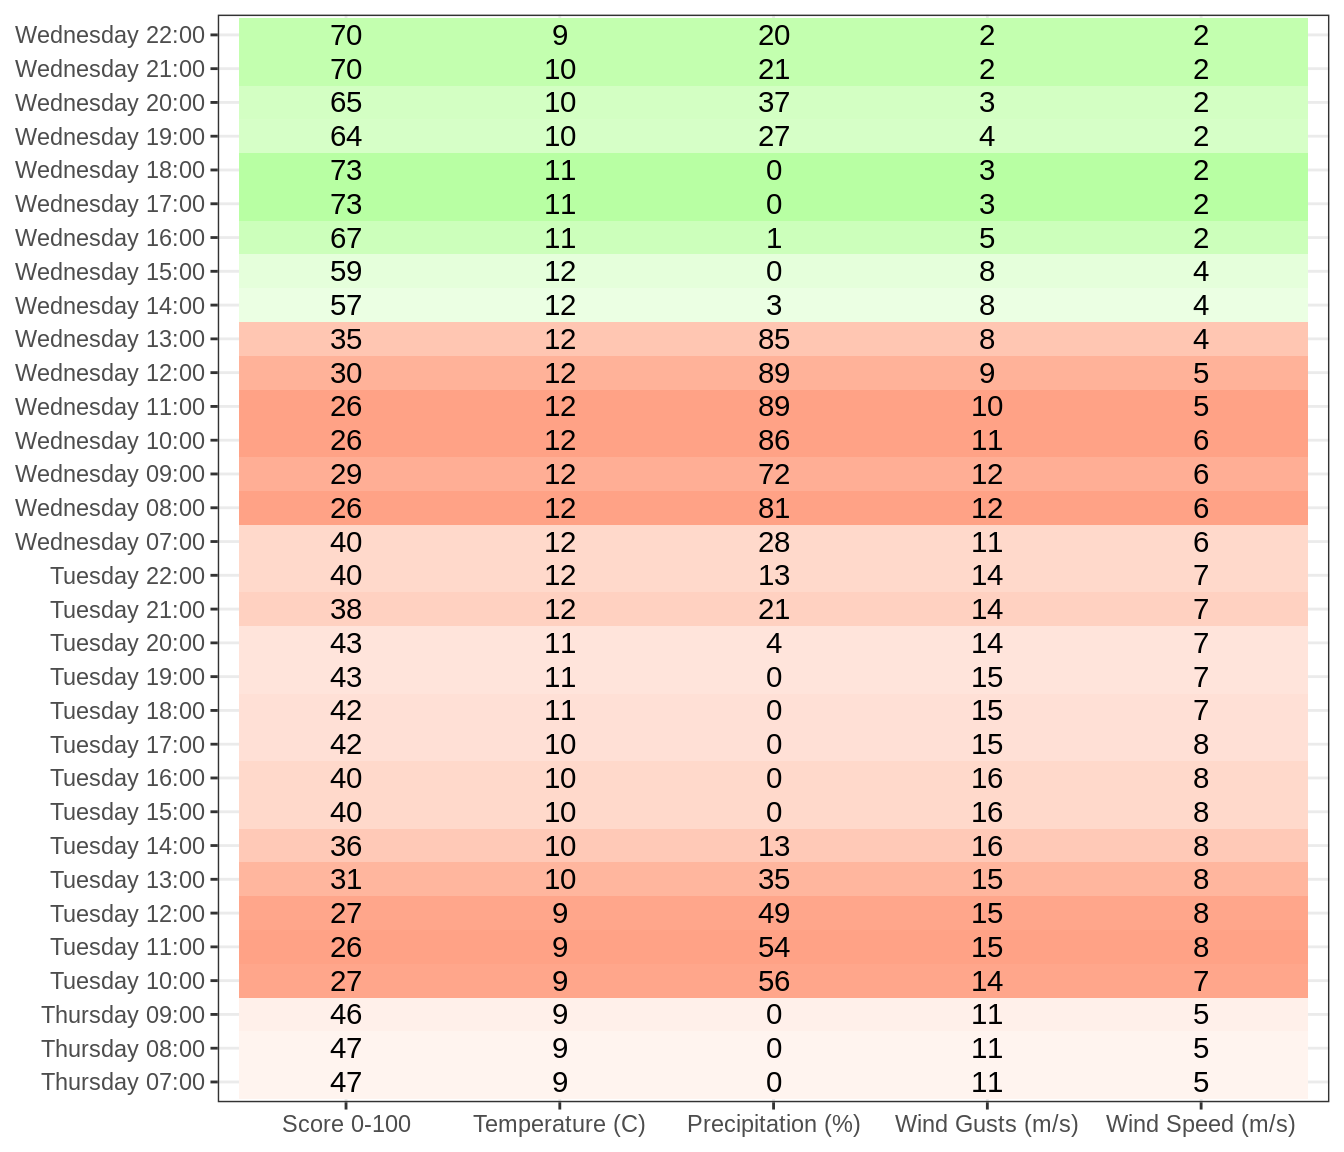 Wednesday 22:00 70 9 20 2 2
Wednesday 21:00 70 10 21 2 2
Wednesday 20:00 65 10 37 3 2
Wednesday 19:00 64 10 27 4 2
Wednesday 18:00 73 11 0 3 2
Wednesday 17:00 73 11 0 3 2
Wednesday 16:00 67 11 1 5 2
Wednesday 15:00 59 12 0 8 4
Wednesday 14:00 57 12 3 8 4
Wednesday 13:00 35 12 85 8 4
Wednesday 12:00 30 12 89 9 5
Wednesday 11:00 26 12 89 10 5
Wednesday 10:00 26 12 86 11 6
Wednesday 09:00 29 12 72 12 6
Wednesday 08:00 26 12 81 12 6
Wednesday 07:00 40 12 28 11 6
Tuesday 22:00 40 12 13 14 7
Tuesday 21:00 38 12 21 14 7
Tuesday 20:00 43 11 4 14 7
Tuesday 19:00 43 11 0 15 7
Tuesday 18:00 42 11 0 15 7
Tuesday 17:00 42 10 0 15 8
Tuesday 16:00 40 10 0 16 8
Tuesday 15:00 40 10 0 16 8
Tuesday 14:00 36 10 13 16 8
Tuesday 13:00 31 10 35 15 8
Tuesday 12:00 27 9 49 15 8
Tuesday 11:00 26 9 54 15 8
Tuesday 10:00 27 9 56 14 7
Thursday 09:00 46 9 0 11 5
Thursday 08:00 47 9 0 11 5
Thursday 07:00 47 9 0 11 5
Score 0-100 Temperature (C) Precipitation (%) Wind Gusts (m/s) Wind Speed (m/s)